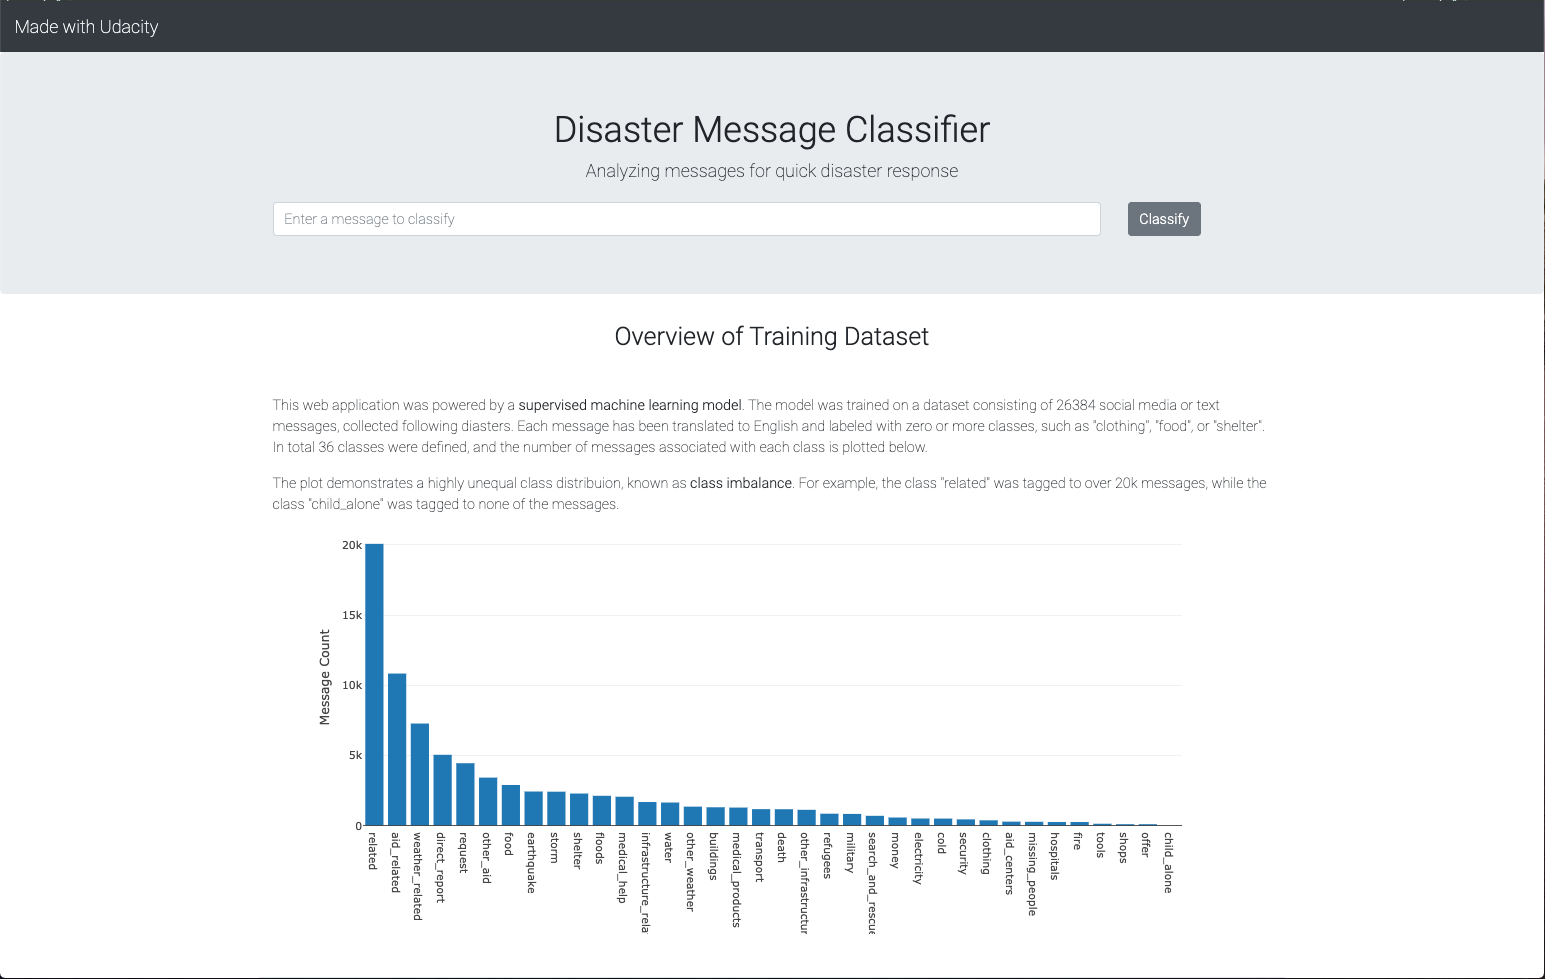 Made with Udacity
Disaster Message Classifier
Analyzing messages for quick disaster response
Enter a message to classify
Classify
Overview of Training Dataset
This web application was powered by a supervised machine learning model. The model was trained on a dataset consisting of 26384 social media or text
messages, collected following diasters. Each message has been translated to English and labeled with zero or more classes, such as "clothing", "food", or "shelter".
In total 36 classes were defined, and the number of messages associated with each class is plotted below.
The plot demonstrates a highly unequal class distribuion, known as class imbalance. For example, the class "related" was tagged to over 20k messages, while the
class "child_alone" was tagged to none of the messages.
20k
15k
10k
5k
0
Message Count
related
aid_related
weather_related
direct_report
request
other_aid
food
earthquake
storm
shelter
floods
medical_help
infrastructure_rela
water
other_weather
buildings
medical_products
transport
death
other_infrastructur
refugees
military
search_and_rescue
money
electricity
cold
security
clothing
aid_centers
missing_people
hospitals
fire
tools
shops
offer
child_alone